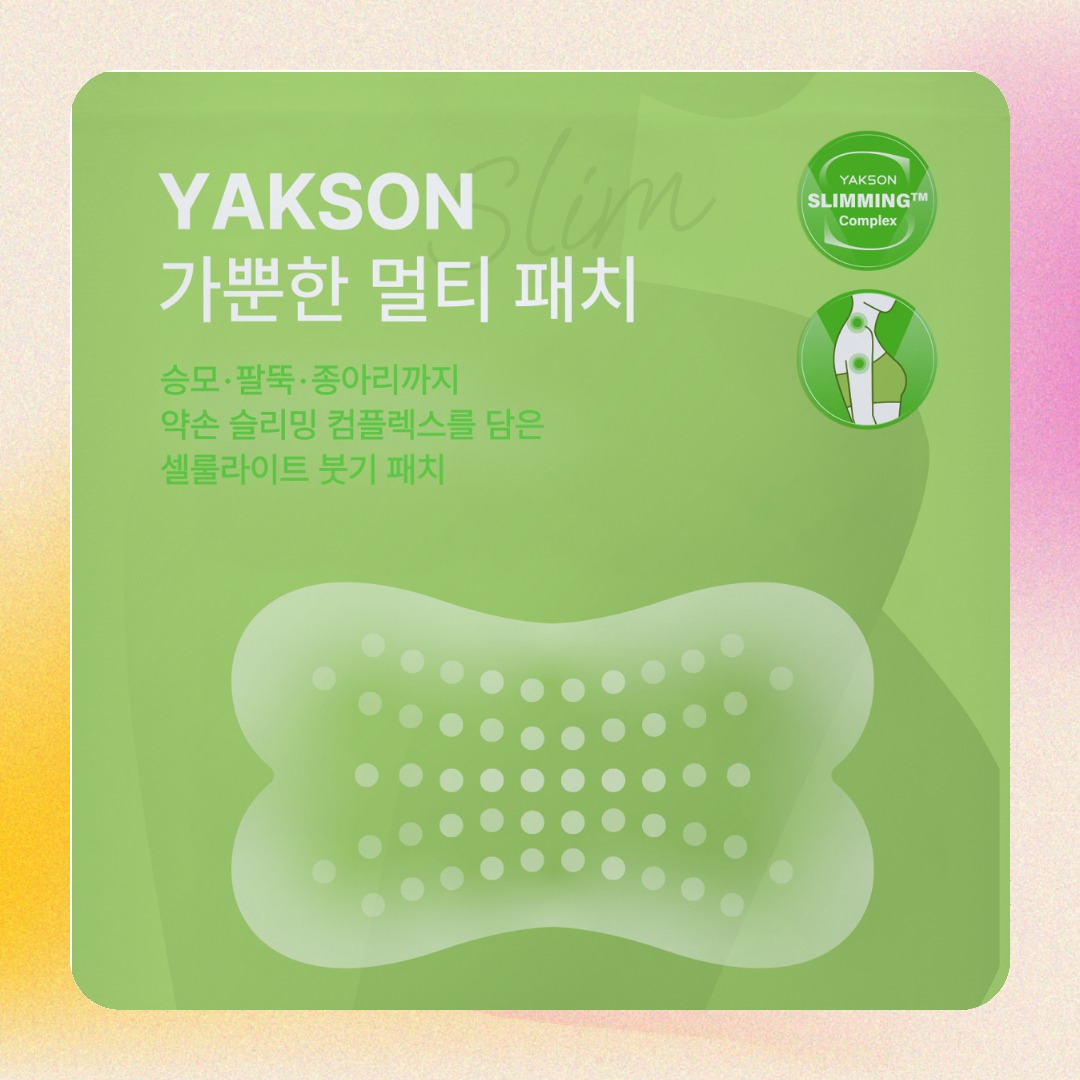 Slim
YAKSON
가뿐한 멀티 패치
승모·팔뚝·종아리까지
약손 슬리밍 컴플렉스를 담은
셀룰라이트 붓기 패치
YAKSON
SLIMMING™
Complex